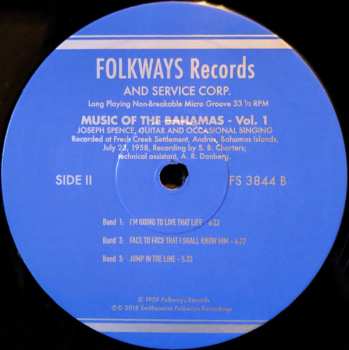 FOLKWAYS Records
AND SERVICE CORP.
Long Playing Non-Breakable Micro Groove 33 ⅓ RPM
MUSIC OF THE BAHAMAS - Vol. 1
JOSEPH SPENCE, GUITAR AND OCCASIONAL SINGING
Recorded at Fresh Creek Settlement, Andros, Bahamas Islands,
July 23, 1958, Recording by S. B. Charters;
technical assistant, A. R. Danberg.
SIDE II FS 3844 B
Band 1: I'M GOING TO LIVE THAT LIFE -
Band 2: FACE TO FACE THAT I SHALL KNOW HIM -
Band 3: JUMP IN THE LINE -
© 1959 Folkways Records
℗© 2018 Smithsonian Folkways Recordings